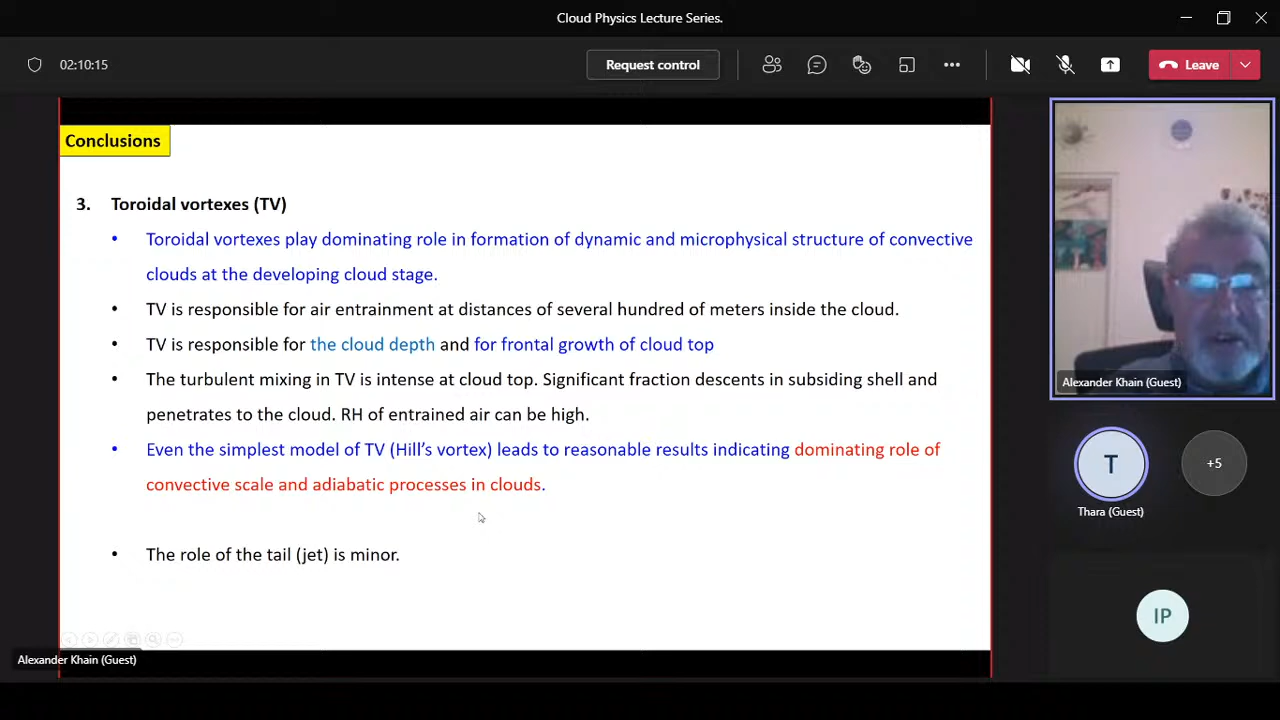 Cloud Physics Lecture Series.
02:10:15
Request control
Leave
Conclusions
3. Toroidal vortexes (TV)
• Toroidal vortexes play dominating role in formation of dynamic and microphysical structure of convective
clouds at the developing cloud stage.
• TV is responsible for air entrainment at distances of several hundred of meters inside the cloud.
• TV is responsible for the cloud depth and for frontal growth of cloud top
• The turbulent mixing in TV is intense at cloud top. Significant fraction descents in subsiding shell and
penetrates to the cloud. RH of entrained air can be high.
• Even the simplest model of TV (Hill's vortex) leads to reasonable results indicating dominating role of
convective scale and adiabatic processes in clouds.
• The role of the tail (jet) is minor.
Alexander Khain (Guest)
Alexander Khain (Guest)
T
+5
Thara (Guest)
IP